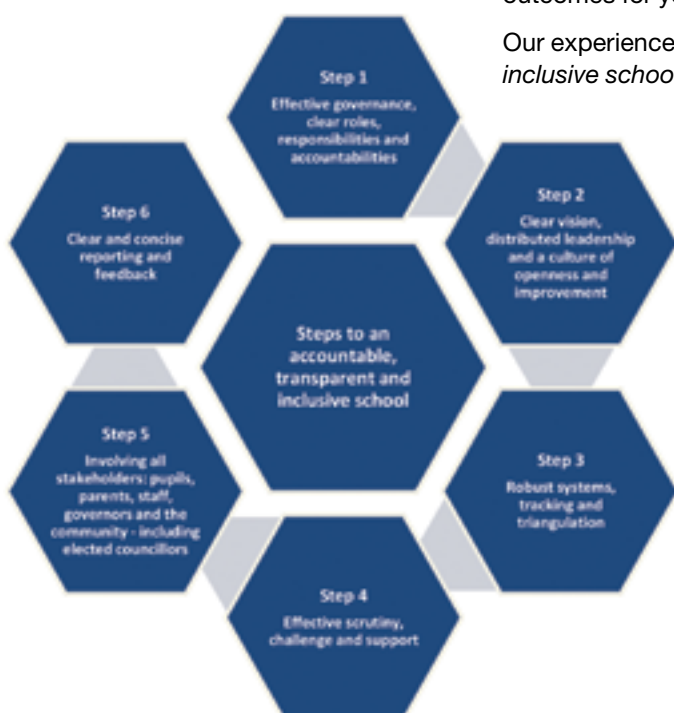 outcomes for
Our experience
inclusive
Step 1
Effective governance,
clear roles,
responsibilities and
accountabilities
Step 2
Clear vision,
distributed leadership
and a culture of
openness and
improvement
Step 6
Clear and concise
reporting and
feedback
Steps to an
accountable,
transparent and
inclusive school
Step 3
Robust systems,
tracking and
triangulation
Step 5
Involving all
stakeholders: pupils,
parents, staff,
governors and the
community - including
elected councillors
Step 4
Effective scrutiny,
challenge and support